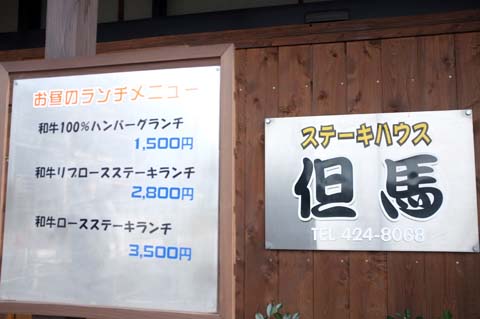 お昼のランチメニュー
和牛100%ハンバーグランチ
1,500円
和牛リブロースステーキランチ
2,800円
和牛ロースステーキランチ
3,500円
ステーキハウス
但馬
TEL 424-8068